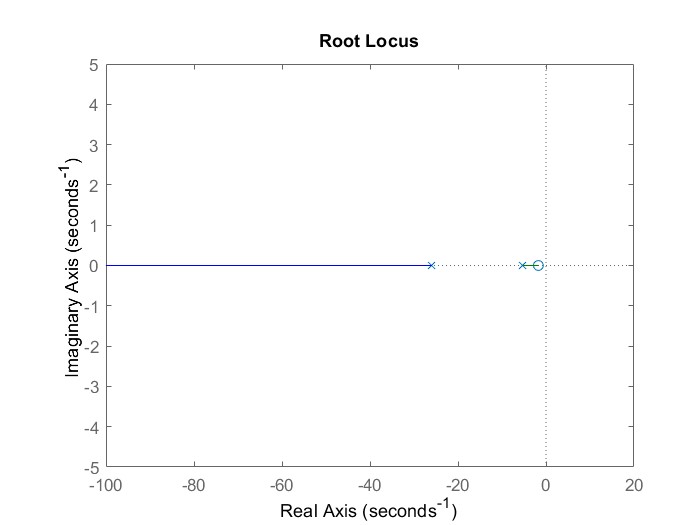 Root Locus
Imaginary Axis (seconds⁻¹)
5
4
3
2
1
0
-1
-2
-3
-4
-5
-100 -80 -60 -40 -20 0 20
Real Axis (seconds⁻¹)